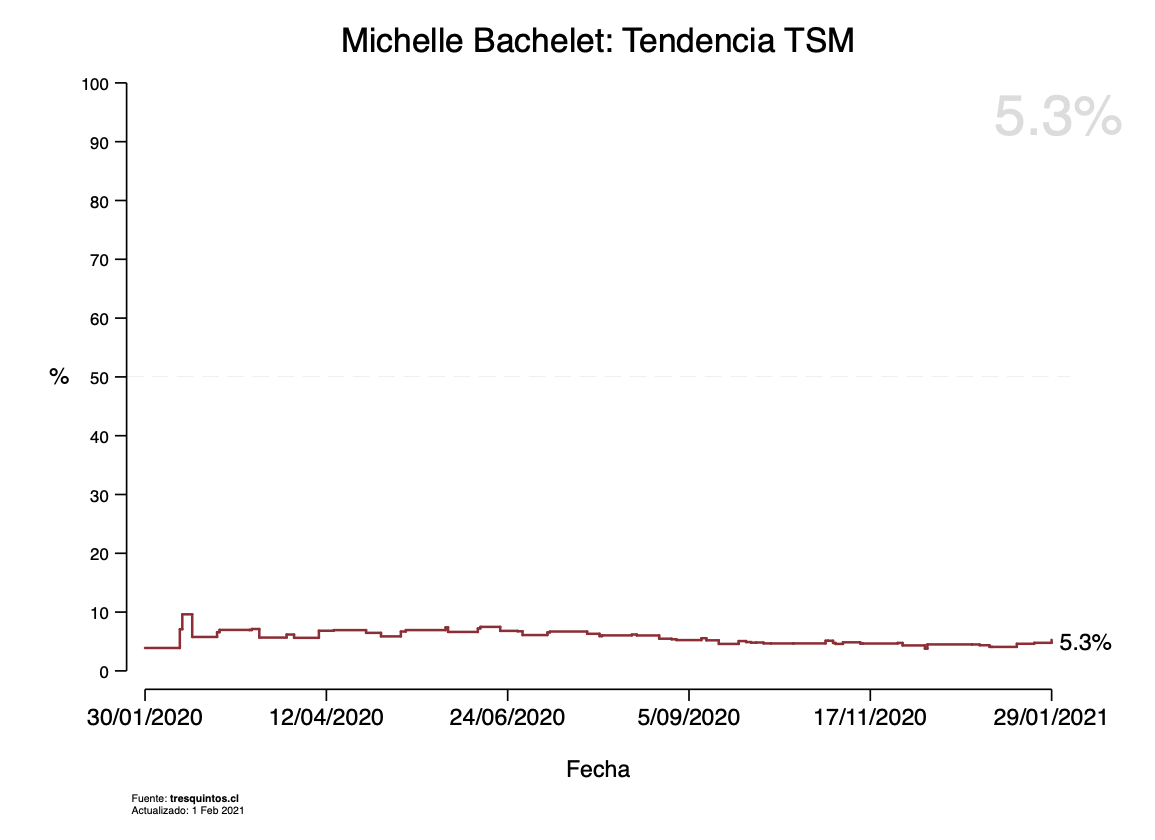 Michelle Bachelet: Tendencia TSM
5.3%
100
90
80
70
60
% 50
40
30
20
10
0
5.3%
30/01/2020 12/04/2020 24/06/2020 5/09/2020 17/11/2020 29/01/2021
Fecha
Fuente: tresquintos.cl
Actualizado: 1 Feb 2021